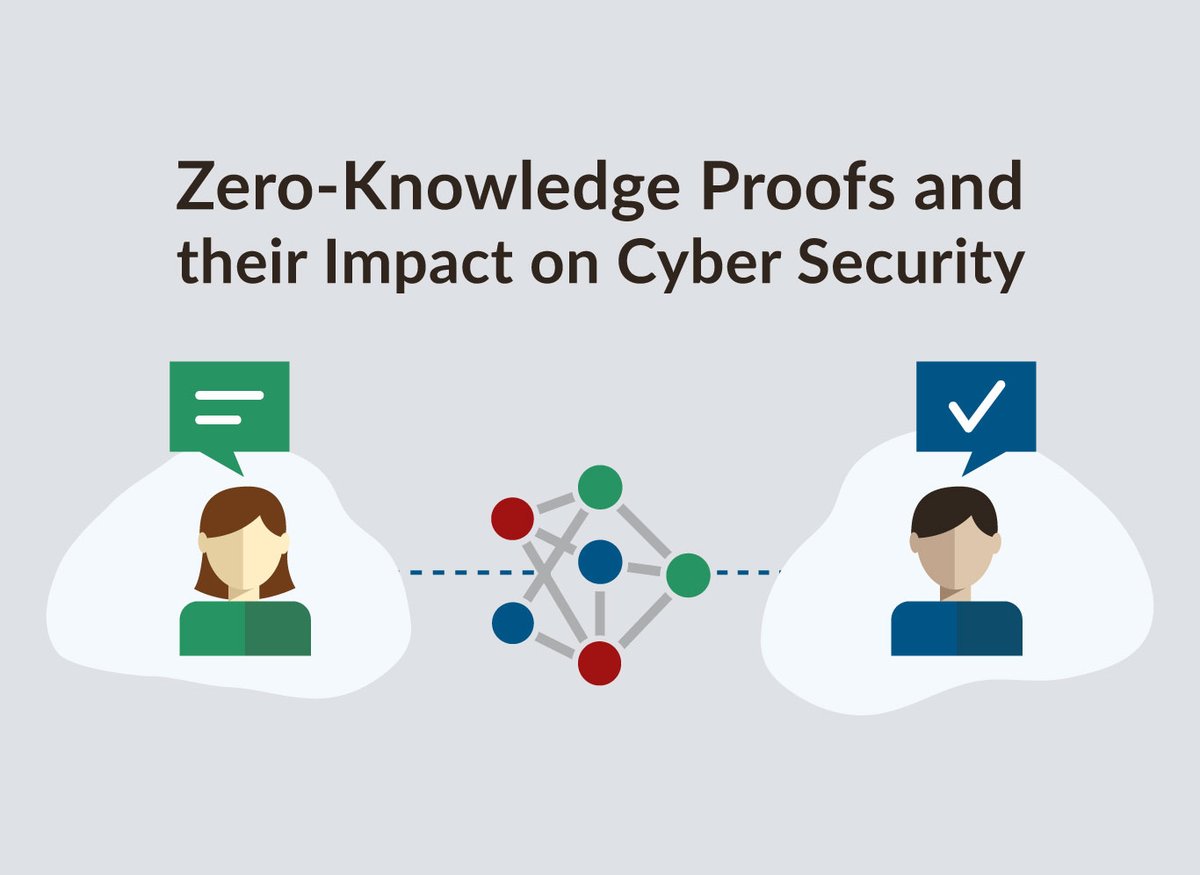 Zero-Knowledge Proofs and
their Impact on Cyber Security